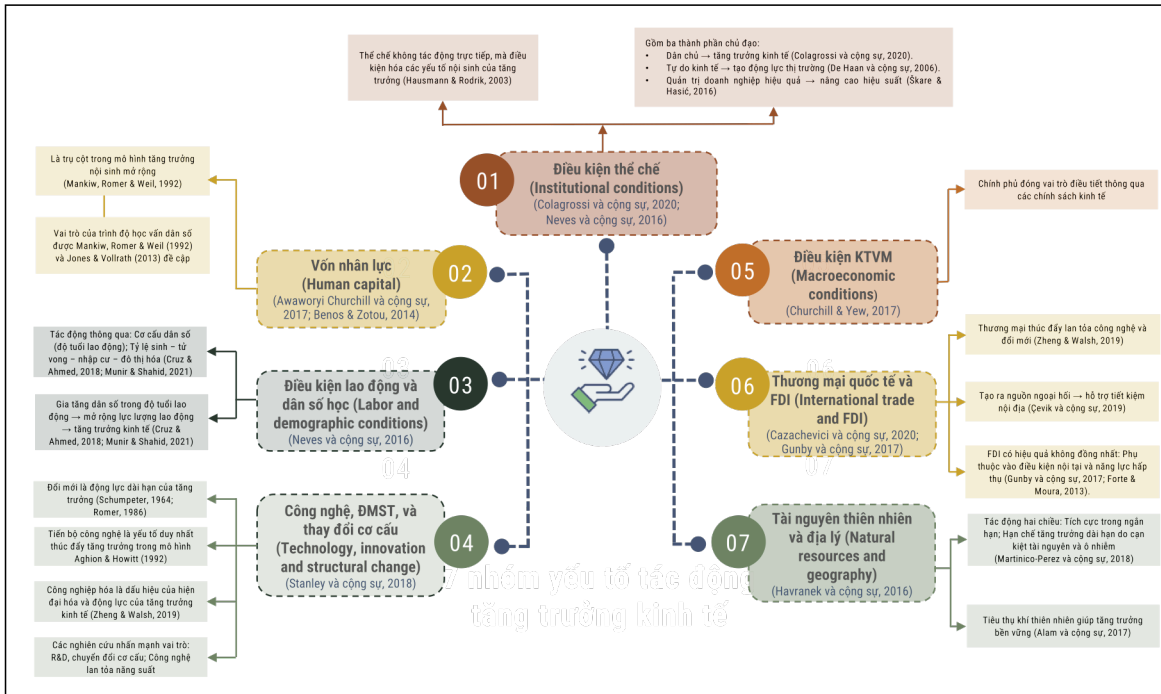 Thể chế không tác động trực tiếp, mà điều
kiện hóa các yếu tố nội sinh của tăng
trưởng (Hausmann & Rodrik, 2003)
Gồm ba thành phần chủ đạo:
• Dân chủ → tăng trưởng kinh tế (Colagrossi và cộng sự, 2020).
• Tự do kinh tế → tạo động lực thị trường (De Haan và cộng sự, 2006).
• Quản trị doanh nghiệp hiệu quả → nâng cao hiệu suất (Škare &
Hasić, 2016)
01
Điều kiện thể chế
(Institutional conditions)
(Colagrossi và cộng sự, 2020;
Neves và cộng sự, 2016)
Là trụ cột trong mô hình tăng trưởng
nội sinh mở rộng
(Mankiw, Romer & Weil, 1992)
Vai trò của trình độ học vấn dân số
được Mankiw, Romer & Weil (1992)
và Jones & Vollrath (2013) đề cập
Vốn nhân lực
(Human capital)
(Awaworyi Churchill và cộng sự,
2017; Benos & Zotou, 2014)
02
Tác động thông qua: Cơ cấu dân số
(độ tuổi lao động); Tỷ lệ sinh – tử
vong – nhập cư – đô thị hóa (Cruz &
Ahmed, 2018; Munir & Shahid, 2021)
Gia tăng dân số trong độ tuổi lao
động → mở rộng lực lượng lao động
→ tăng trưởng kinh tế (Cruz &
Ahmed, 2018; Munir & Shahid, 2021)
Điều kiện lao động và
dân số học (Labor and
demographic conditions)
(Neves và cộng sự, 2016)
03
04
Đổi mới là động lực dài hạn của tăng
trưởng (Schumpeter, 1964;
Romer, 1986)
Tiến bộ công nghệ là yếu tố duy nhất
thúc đẩy tăng trưởng trong mô hình
Aghion & Howitt (1992)
Công nghiệp hóa là dấu hiệu của hiện
đại hóa và động lực của tăng trưởng
kinh tế (Zheng & Walsh, 2019)
Các nghiên cứu nhấn mạnh vai trò:
R&D, chuyển đổi cơ cấu; Công nghệ
lan tỏa năng suất
Công nghệ, ĐMST, và
thay đổi cơ cấu
(Technology, innovation
and structural change)
(Stanley và cộng sự, 2018)
04
Chính phủ đóng vai trò điều tiết thông qua
các chính sách kinh tế
05
Điều kiện KTVM
(Macroeconomic
conditions)
(Churchill & Yew, 2017)
Thương mại thúc đẩy lan tỏa công nghệ và
đổi mới (Zheng & Walsh, 2019)
Tạo ra nguồn ngoại hối → hỗ trợ tiết kiệm
nội địa (Çevik và cộng sự, 2019)
FDI có hiệu quả không đồng nhất: Phụ
thuộc vào điều kiện nội tại và năng lực hấp
thụ (Gunby và cộng sự, 2017; Forte &
Moura, 2013).
06
Thương mại quốc tế và
FDI (International trade
and FDI)
(Cazachevici và cộng sự, 2020;
Gunby và cộng sự, 2017)
07
07
Tài nguyên thiên nhiên
và địa lý (Natural
resources and
geography)
(Havranek và cộng sự, 2016)
Tác động hai chiều: Tích cực trong ngắn
hạn; Hạn chế tăng trưởng dài hạn do cạn
kiệt tài nguyên và ô nhiễm
(Martinico-Perez và cộng sự, 2018)
Tiêu thụ khí thiên nhiên giúp tăng trưởng
bền vững (Alam và cộng sự, 2017)
7 nhóm yếu tố tác động
tăng trưởng kinh tế